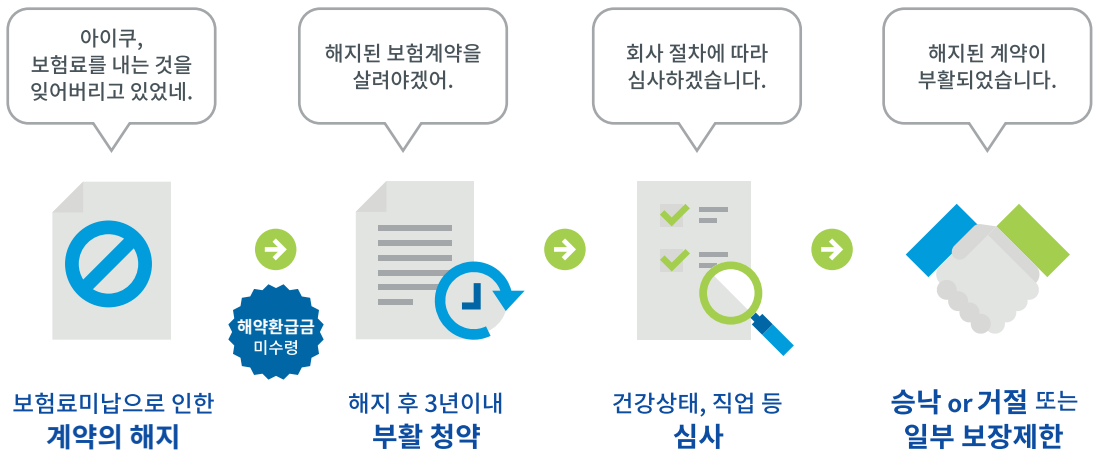 아이쿠,
보험료를 내는 것을
잊어버리고 있었네.
해지된 보험계약을
살려야겠어.
회사 절차에 따라
심사하겠습니다.
해지된 계약이
부활되었습니다.
해약환급금
미수령
보험료미납으로 인한
계약의 해지
해지 후 3년이내
부활 청약
건강상태, 직업 등
심사
승낙 or 거절 또는
일부 보장제한